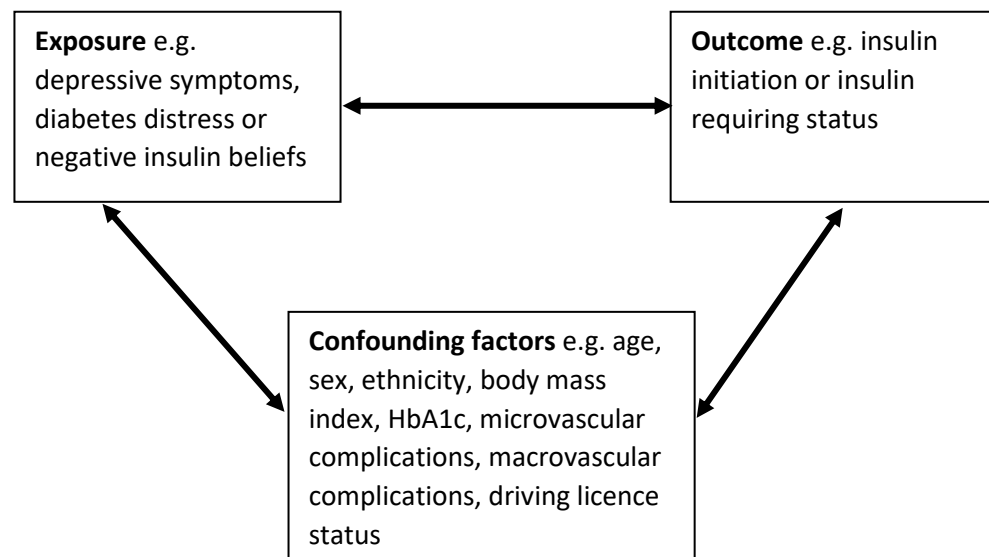 Exposure e.g.
depressive symptoms,
diabetes distress or
negative insulin beliefs
Outcome e.g. insulin
initiation or insulin
requiring status
Confounding factors e.g. age,
sex, ethnicity, body mass
index, HbA1c, microvascular
complications, macrovascular
complications, driving licence
status